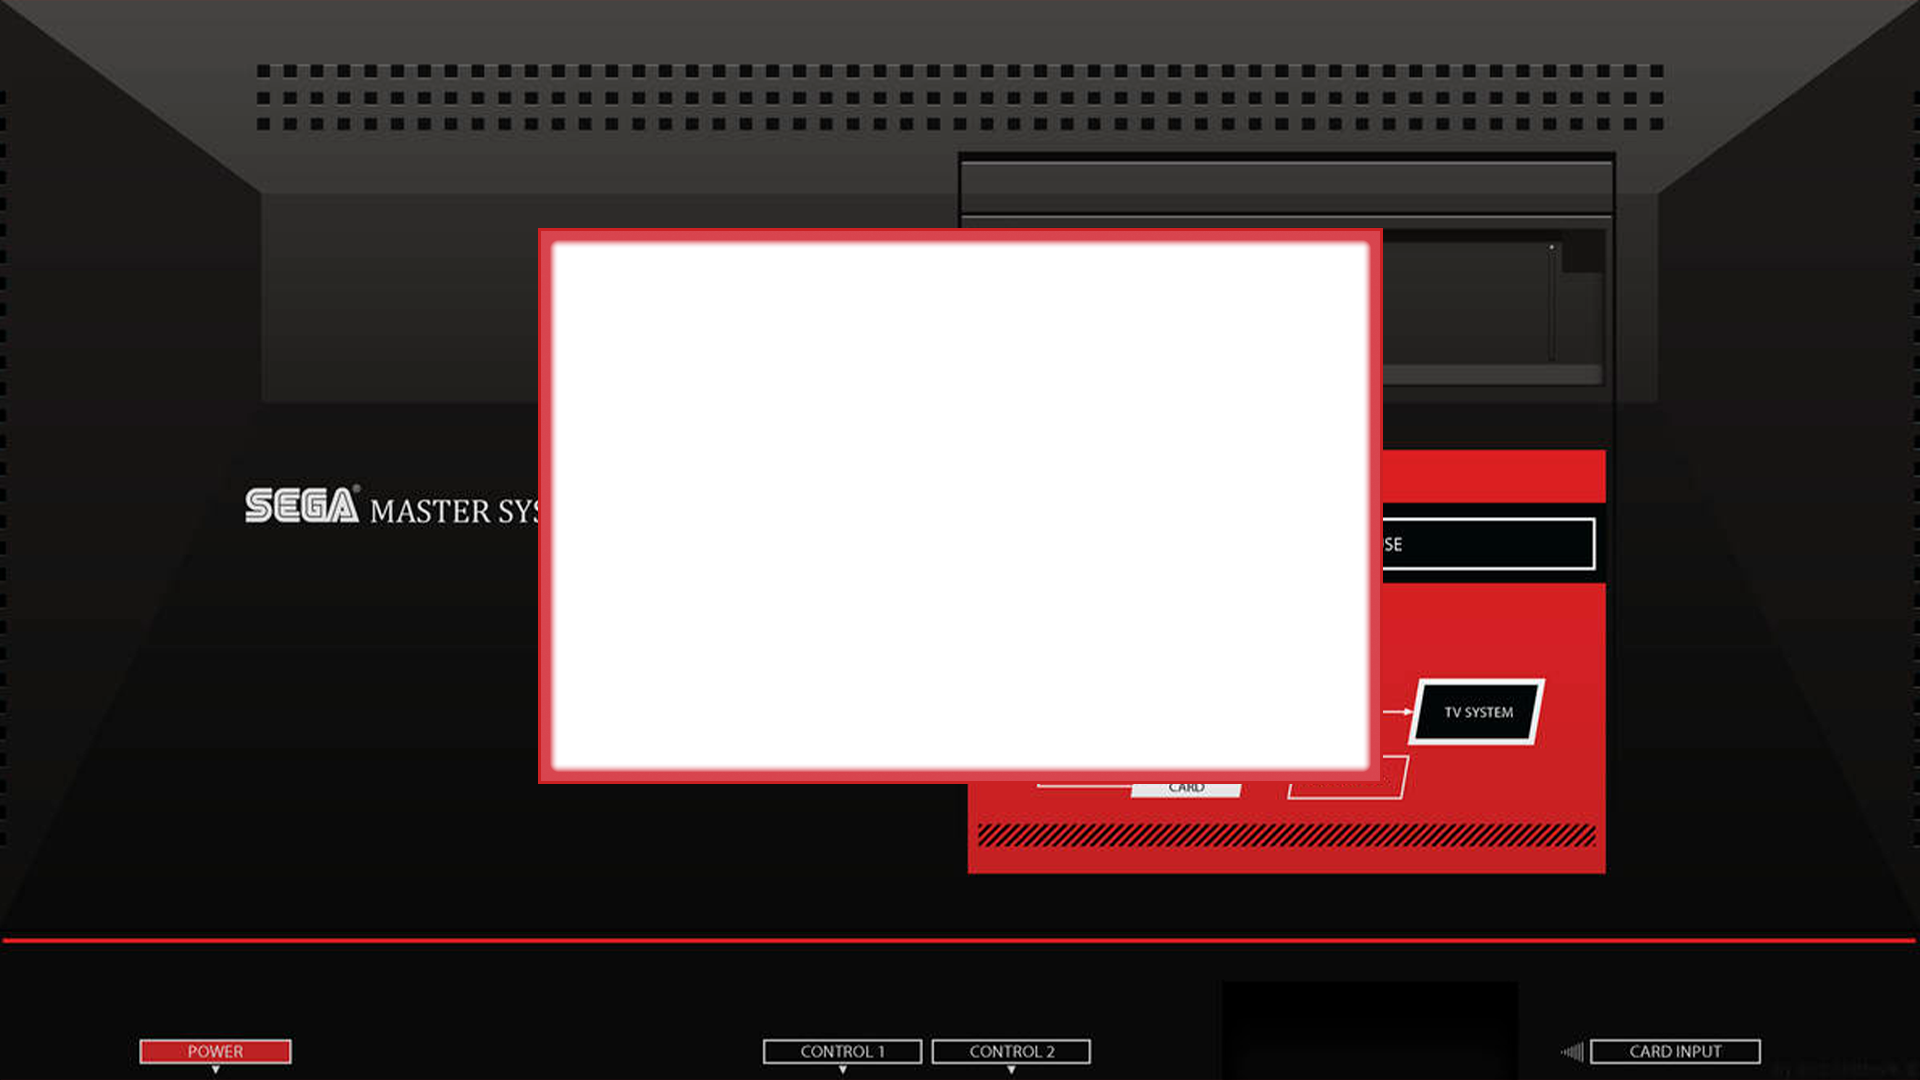 SEGA® MASTER SYS
SE
TV SYSTEM
CARD
POWER
CONTROL 1
CONTROL 2
CARD INPUT